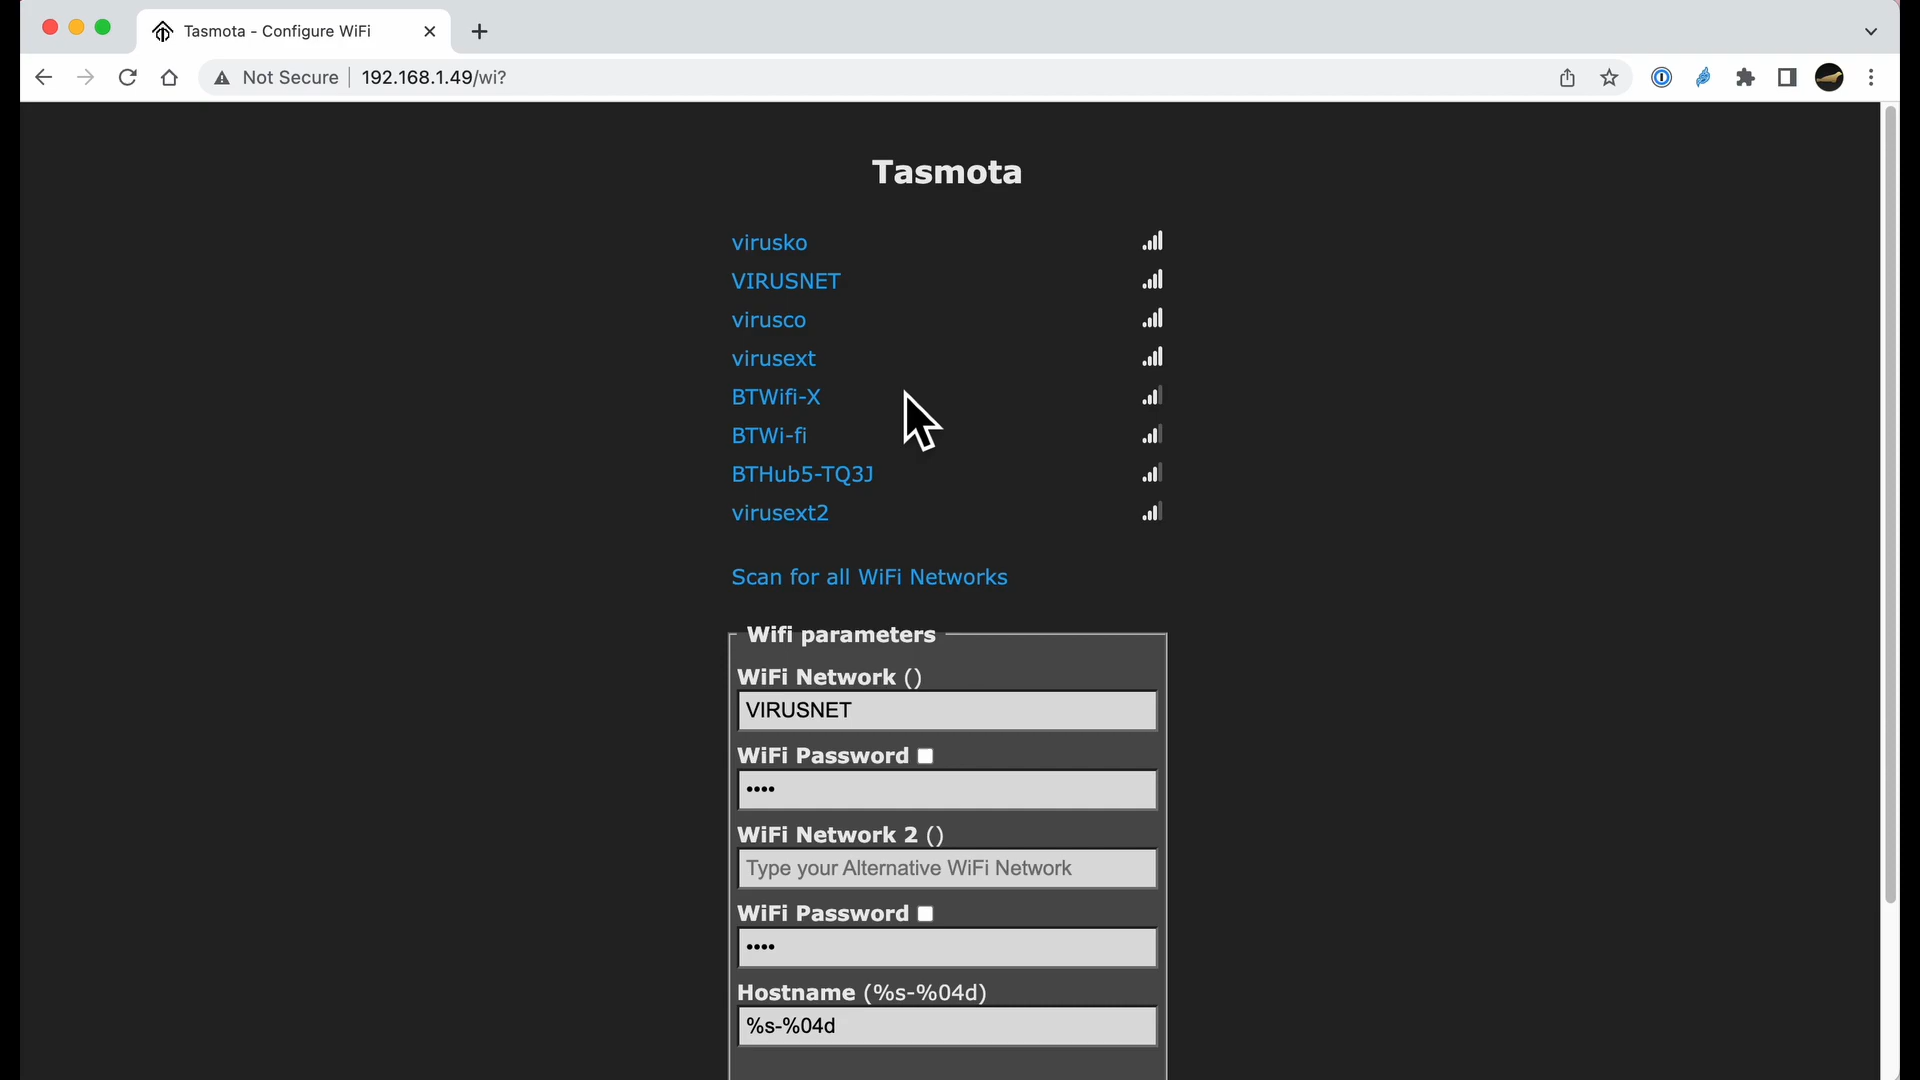 Tasmota - Configure WiFi
Not Secure 192.168.1.49/wi?
Tasmota
virusko
VIRUSNET
virusco
virusext
BTWifi-X
BTWi-fi
BTHub5-TQ3J
virusext2
Scan for all WiFi Networks
Wifi parameters
WiFi Network ()
VIRUSNET
WiFi Password
••••
WiFi Network 2 ()
Type your Alternative WiFi Network
WiFi Password
••••
Hostname (%s-%04d)
%s-%04d